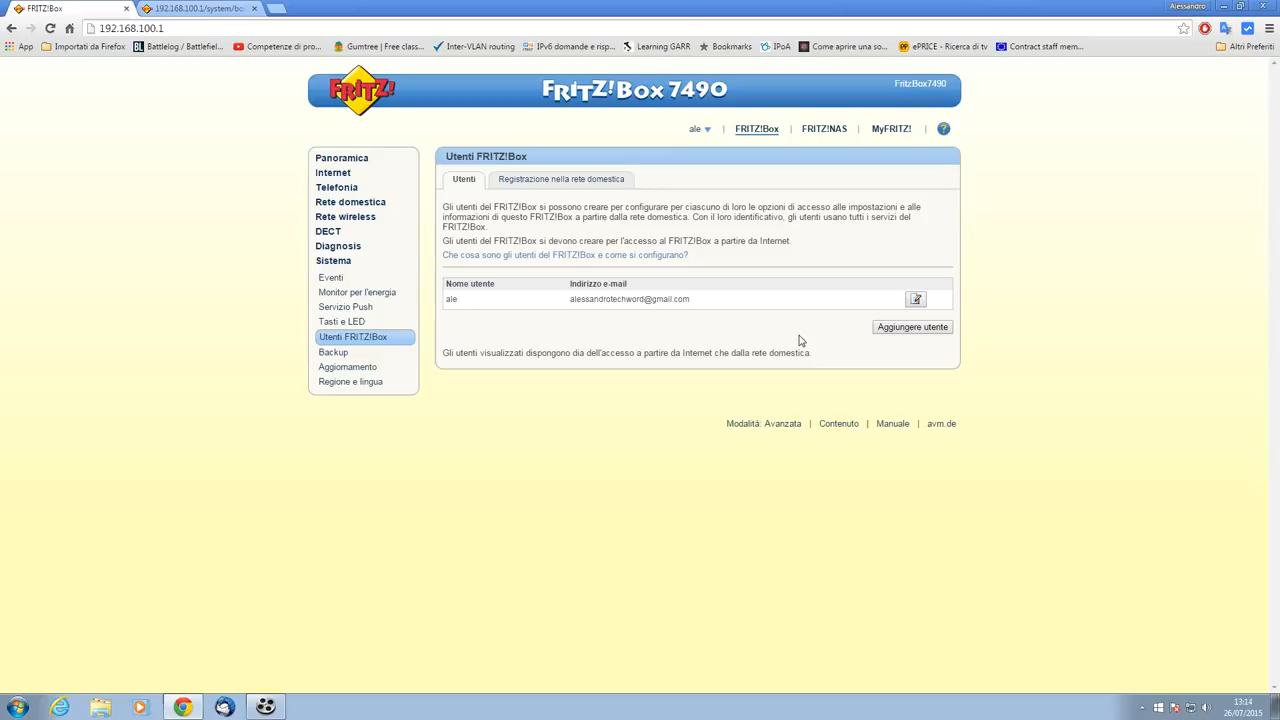 FRITZ!Box
192.168.100.1/system/bo
Alessandro
192.168.100.1
App
Importati da Firefox
Battlelog / Battlefiel...
Competenze di pro...
Gumtree | Free class...
Inter-VLAN routing
IPv6 domande e risp...
Learning GARR
Bookmarks
IPoA
Come aprire una so...
ePRICE - Ricerca di tv
Contract staff mem...
Altri Preferiti
FRITZ!
FRITZ!Box 7490
FritzBox7490
ale | FRITZ!Box | FRITZ!NAS | MyFRITZ! | ?
Panoramica
Internet
Telefonia
Rete domestica
Rete wireless
DECT
Diagnosis
Sistema
Eventi
Monitor per l'energia
Servizio Push
Tasti e LED
Utenti FRITZ!Box
Backup
Aggiornamento
Regione e lingua
Utenti FRITZ!Box
Utenti
Registrazione nella rete domestica
Gli utenti del FRITZ!Box si possono creare per configurare per ciascuno di loro le opzioni di accesso alle impostazioni e alle
informazioni di questo FRITZ!Box a partire dalla rete domestica. Con il loro identificativo, gli utenti usano tutti i servizi del
FRITZ!Box.
Gli utenti del FRITZ!Box si devono creare per l'accesso al FRITZ!Box a partire da Internet.
Che cosa sono gli utenti del FRITZ!Box e come si configurano?
Nome utente Indirizzo e-mail
ale alessandrotechword@gmail.com
Aggiungere utente
Gli utenti visualizzati dispongono dia dell'accesso a partire da Internet che dalla rete domestica.
Modalità: Avanzata | Contenuto | Manuale | avm.de
13:14
26/07/2015